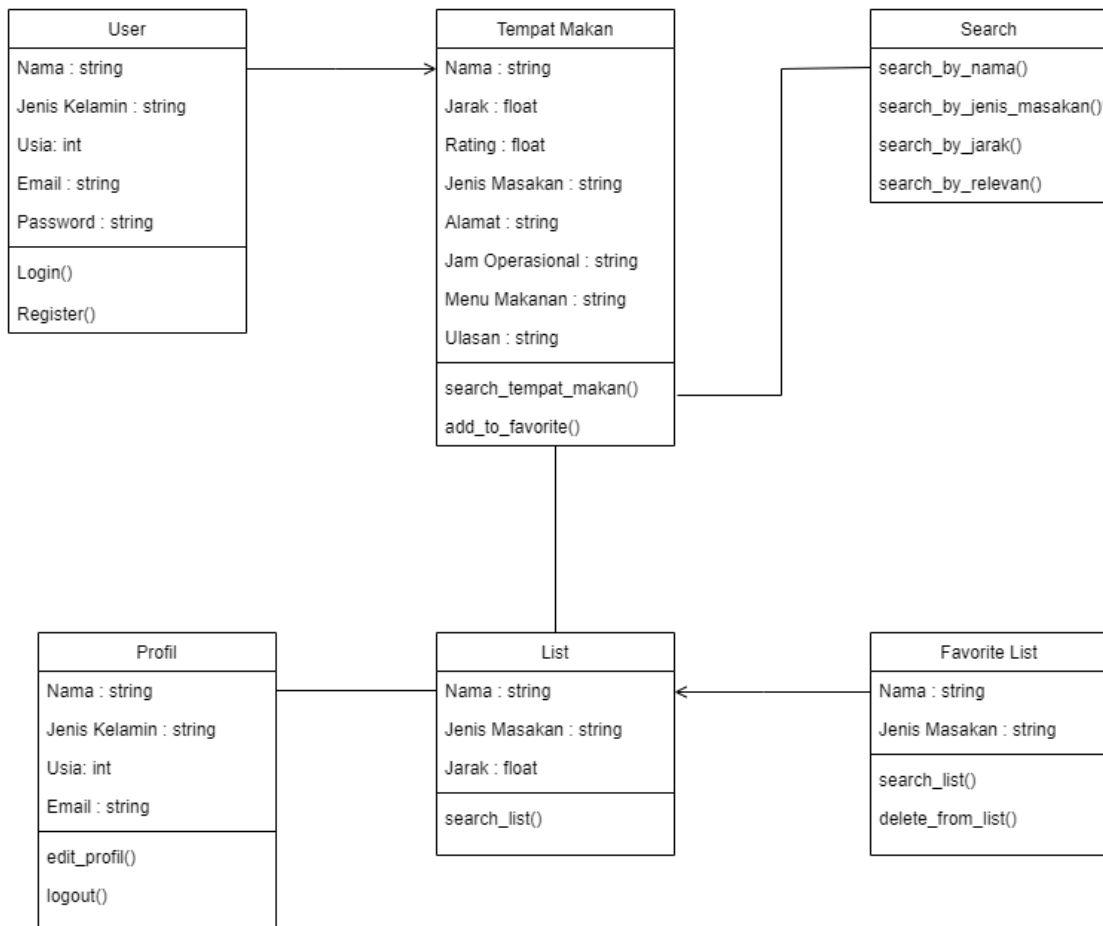 User
Nama : string
Jenis Kelamin : string
Usia: int
Email : string
Password : string
Login()
Register()
Tempat Makan
Nama : string
Jarak : float
Rating : float
Jenis Masakan : string
Alamat : string
Jam Operasional : string
Menu Makanan : string
Ulasan : string
search_tempat_makan()
add_to_favorite()
Search
search_by_nama()
search_by_jenis_masakan()
search_by_jarak()
search_by_relevan()
Profil
Nama : string
Jenis Kelamin : string
Usia: int
Email : string
edit_profil()
logout()
List
Nama : string
Jenis Masakan : string
Jarak : float
search_list()
Favorite List
Nama : string
Jenis Masakan : string
search_list()
delete_from_list()